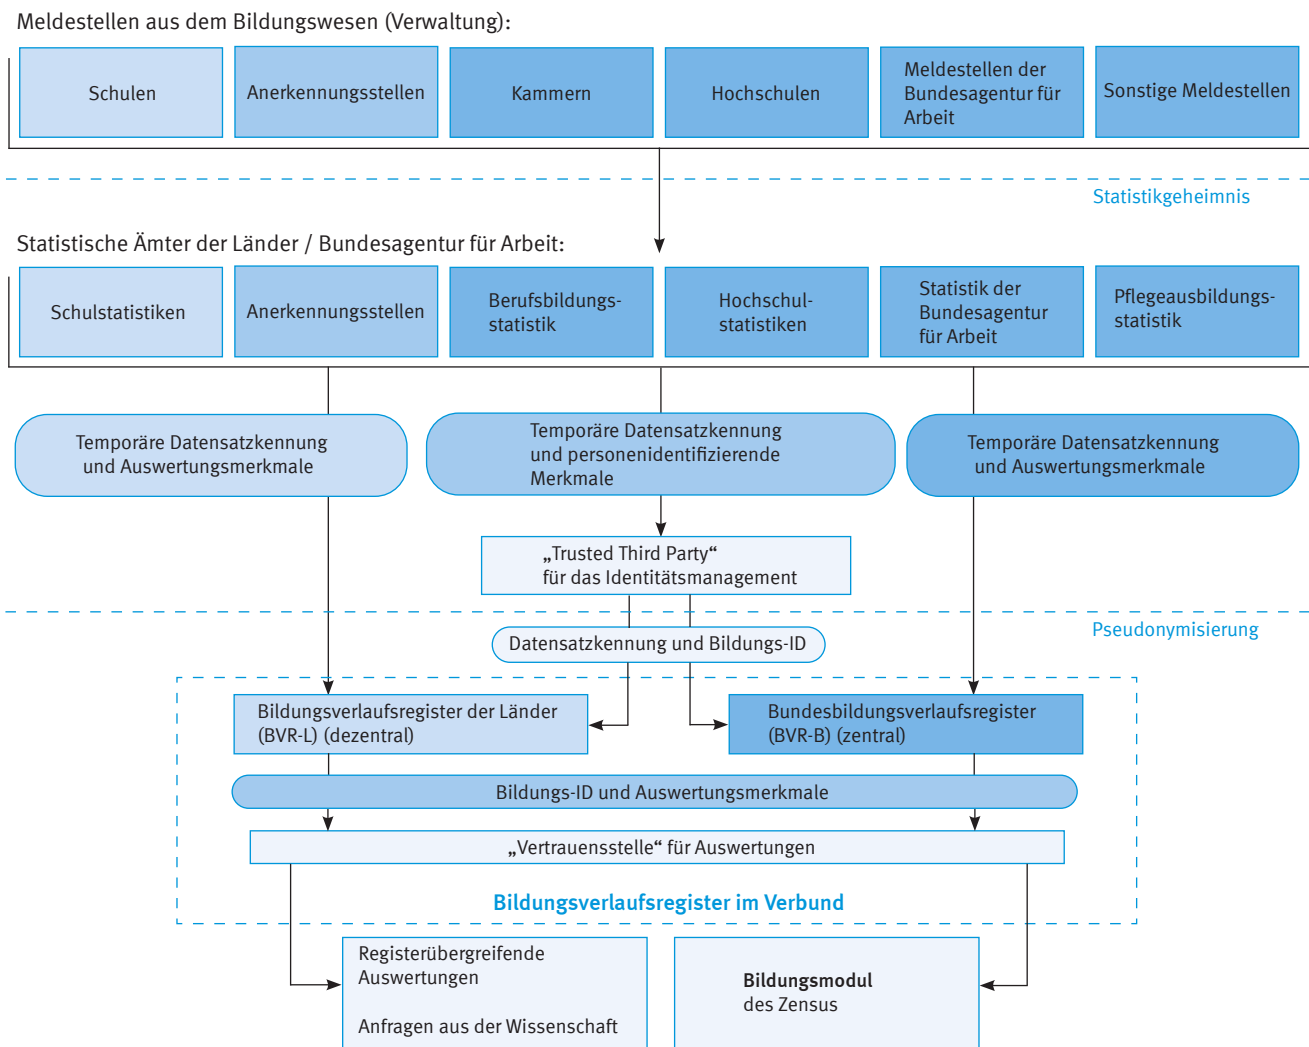 Meldestellen aus dem Bildungswesen (Verwaltung):
Schulen
Anerkennungsstellen
Kammern
Hochschulen
Meldestellen der
Bundesagentur für
Arbeit
Sonstige Meldestellen
Statistikgeheimnis
Statistische Ämter der Länder / Bundesagentur für Arbeit:
Schulstatistiken
Anerkennungsstellen
Berufsbildungs-
statistik
Hochschul-
statistiken
Statistik der
Bundesagentur
für Arbeit
Pflegeausbildungs-
statistik
Temporäre Datensatzkennung
und Auswertungsmerkmale
Temporäre Datensatzkennung
und personenidentifizierende
Merkmale
Temporäre Datensatzkennung
und Auswertungsmerkmale
„Trusted Third Party“
für das Identitätsmanagement
Pseudonymisierung
Datensatzkennung und Bildungs-ID
Bildungsverlaufsregister der Länder
(BVR-L) (dezentral)
Bundesbildungsverlaufsregister
(BVR-B) (zentral)
Bildungs-ID und Auswertungsmerkmale
„Vertrauensstelle“ für Auswertungen
Bildungsverlaufsregister im Verbund
Registerübergreifende
Auswertungen
Anfragen aus der Wissenschaft
Bildungsmodul
des Zensus